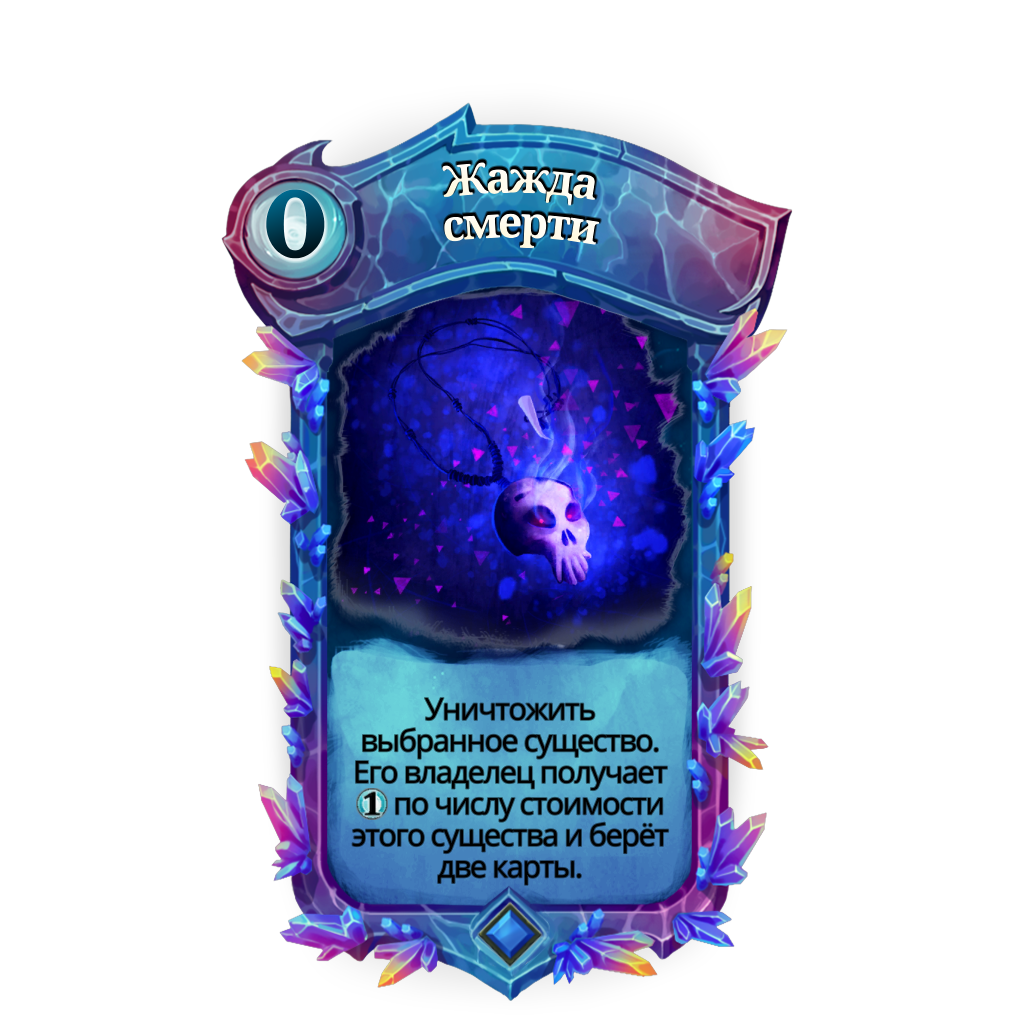 0
Жажда
смерти
Уничтожить
выбранное существо.
Его владелец получает
1 по числу стоимости
этого существа и берёт
две карты.